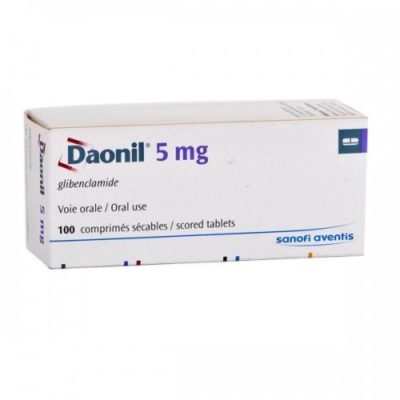 Daonil® 5 mg
glibenclamide
Voie orale / Oral use
100 comprimés sécables / scored tablets
sanofi aventis
Daonil® 5 mg